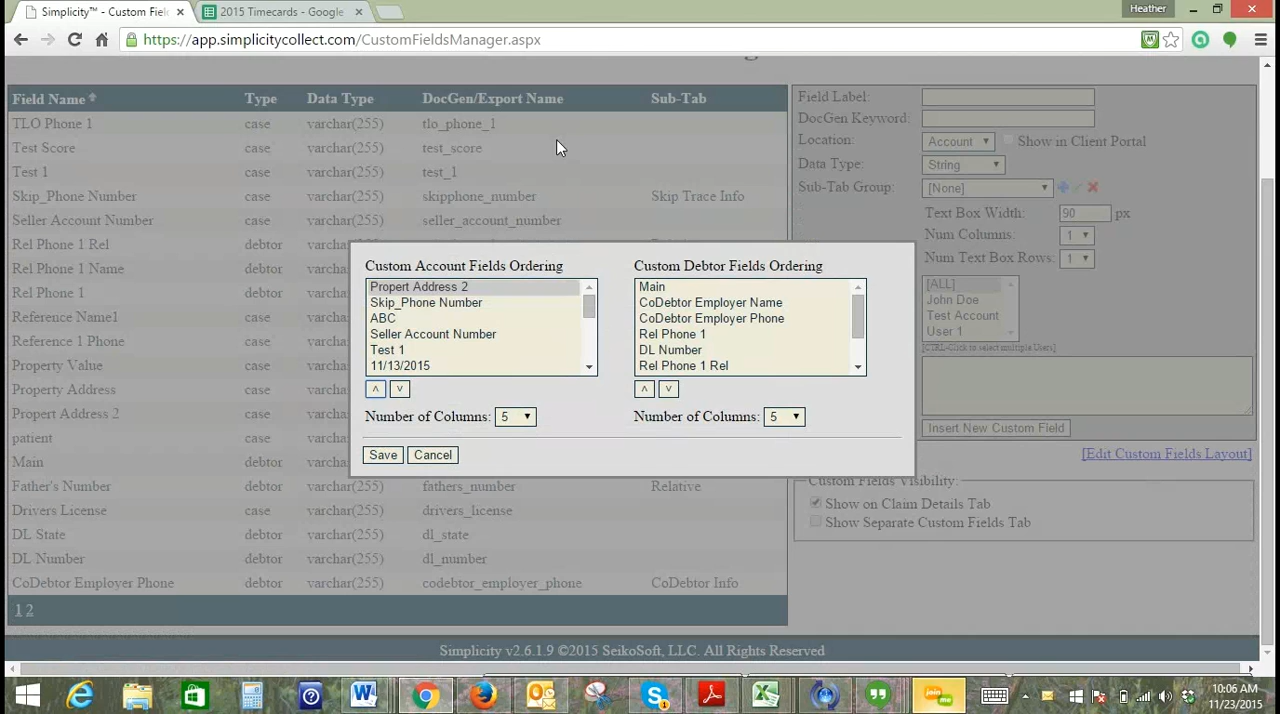 Simplicity™ - Custom Fiel
2015 Timecards - Google
Heather
https://app.simplicitycollect.com/CustomFieldsManager.aspx
Field Name Type Data Type DocGen/Export Name Sub-Tab
TLO Phone 1 case varchar(255) tlo_phone_1
Test Score case varchar(255) test_score
Test 1 case varchar(255) test_1
Skip_Phone Number case varchar(255) skipphone_number Skip Trace Info
Seller Account Number case varchar(255) seller_account_number
Rel Phone 1 Rel debtor
Rel Phone 1 Name debtor
Rel Phone 1 debtor
Reference Name1 case
Reference 1 Phone case
Property Value case
Property Address case
Propert Address 2 case
patient case
Main debtor
Father's Number debtor varchar(255) fathers_number Relative
Drivers License case varchar(255) drivers_license
DL State debtor varchar(255) dl_state
DL Number debtor varchar(255) dl_number
CoDebtor Employer Phone debtor varchar(255) codebtor_employer_phone CoDebtor Info
1 2
Field Label:
DocGen Keyword:
Location: Account Show in Client Portal
Data Type: String
Sub-Tab Group: [None]
Text Box Width: 90 px
Num Columns: 1
Num Text Box Rows: 1
[ALL]
John Doe
Test Account
User 1
[CTRL-Click to select multiple Users]
Insert New Custom Field
[Edit Custom Fields Layout]
Custom Fields Visibility:
Show on Claim Details Tab
Show Separate Custom Fields Tab
Custom Account Fields Ordering
Propert Address 2
Skip_Phone Number
ABC
Seller Account Number
Test 1
11/13/2015
Number of Columns: 5
Custom Debtor Fields Ordering
Main
CoDebtor Employer Name
CoDebtor Employer Phone
Rel Phone 1
DL Number
Rel Phone 1 Rel
Number of Columns: 5
Save Cancel
Simplicity v2.6.1.9 ©2015 SeikoSoft, LLC. All Rights Reserved
join me
10:06 AM
11/23/2015